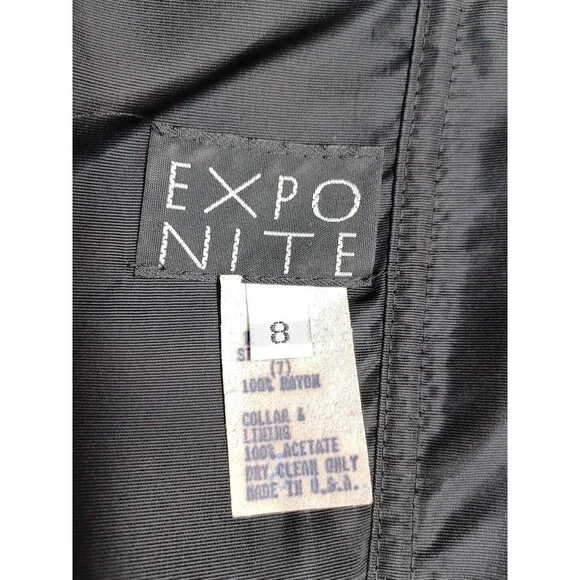 EXPO
NITE
8
(7)
100% RAYON
COLLAR &
LINING
100% ACETATE
DRY CLEAN ONLY
MADE IN U.S.A.